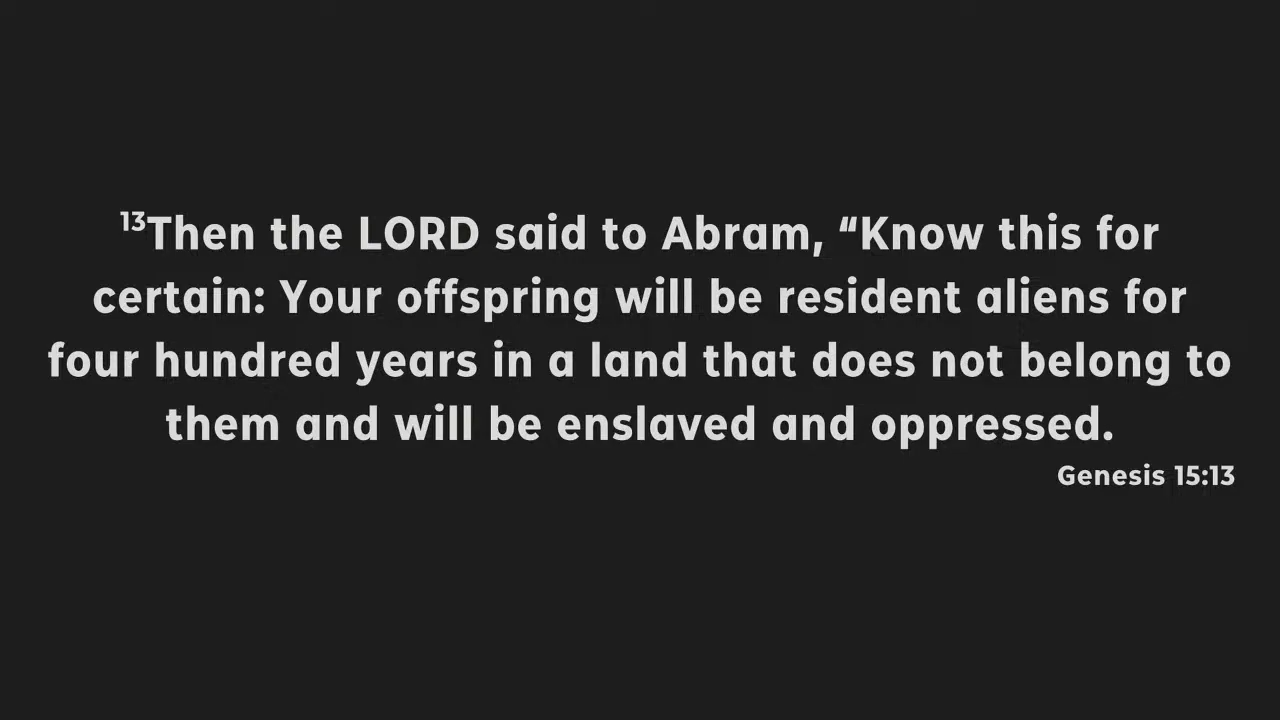 13Then the LORD said to Abram, “Know this for
certain: Your offspring will be resident aliens for
four hundred years in a land that does not belong to
them and will be enslaved and oppressed.
Genesis 15:13